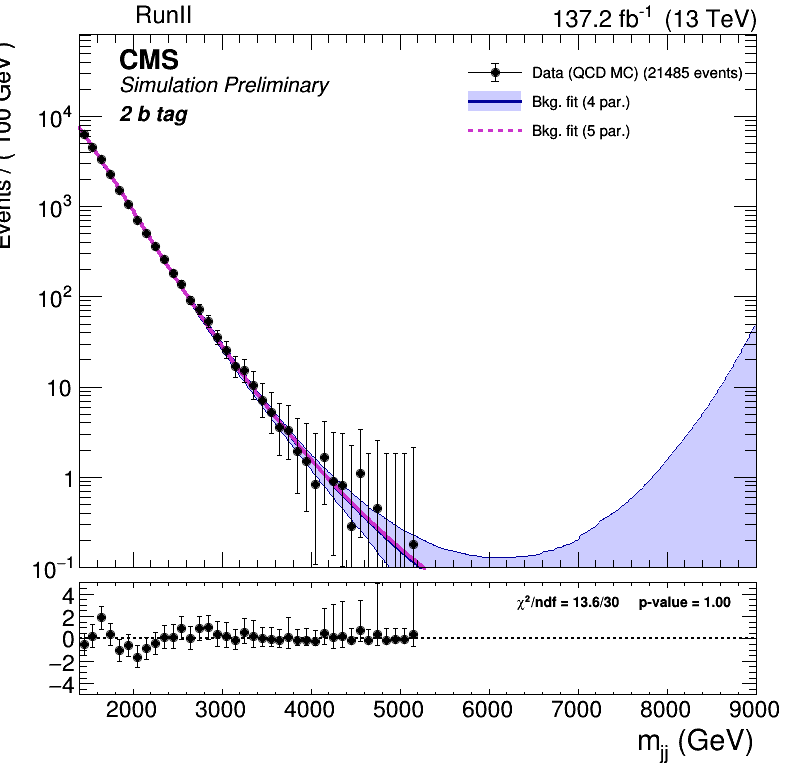 RunII 137.2 fb⁻¹ (13 TeV)
CMS
Simulation Preliminary
2 b tag
Data (QCD MC) (21485 events)
Bkg. fit (4 par.)
Bkg. fit (5 par.)
Events / ( 100 GeV )
10⁴
10³
10²
10
1
10⁻¹
χ²/ndf = 13.6/30 p-value = 1.00
4
2
0
−2
−4
2000 3000 4000 5000 6000 7000 8000 9000
m_jj (GeV)